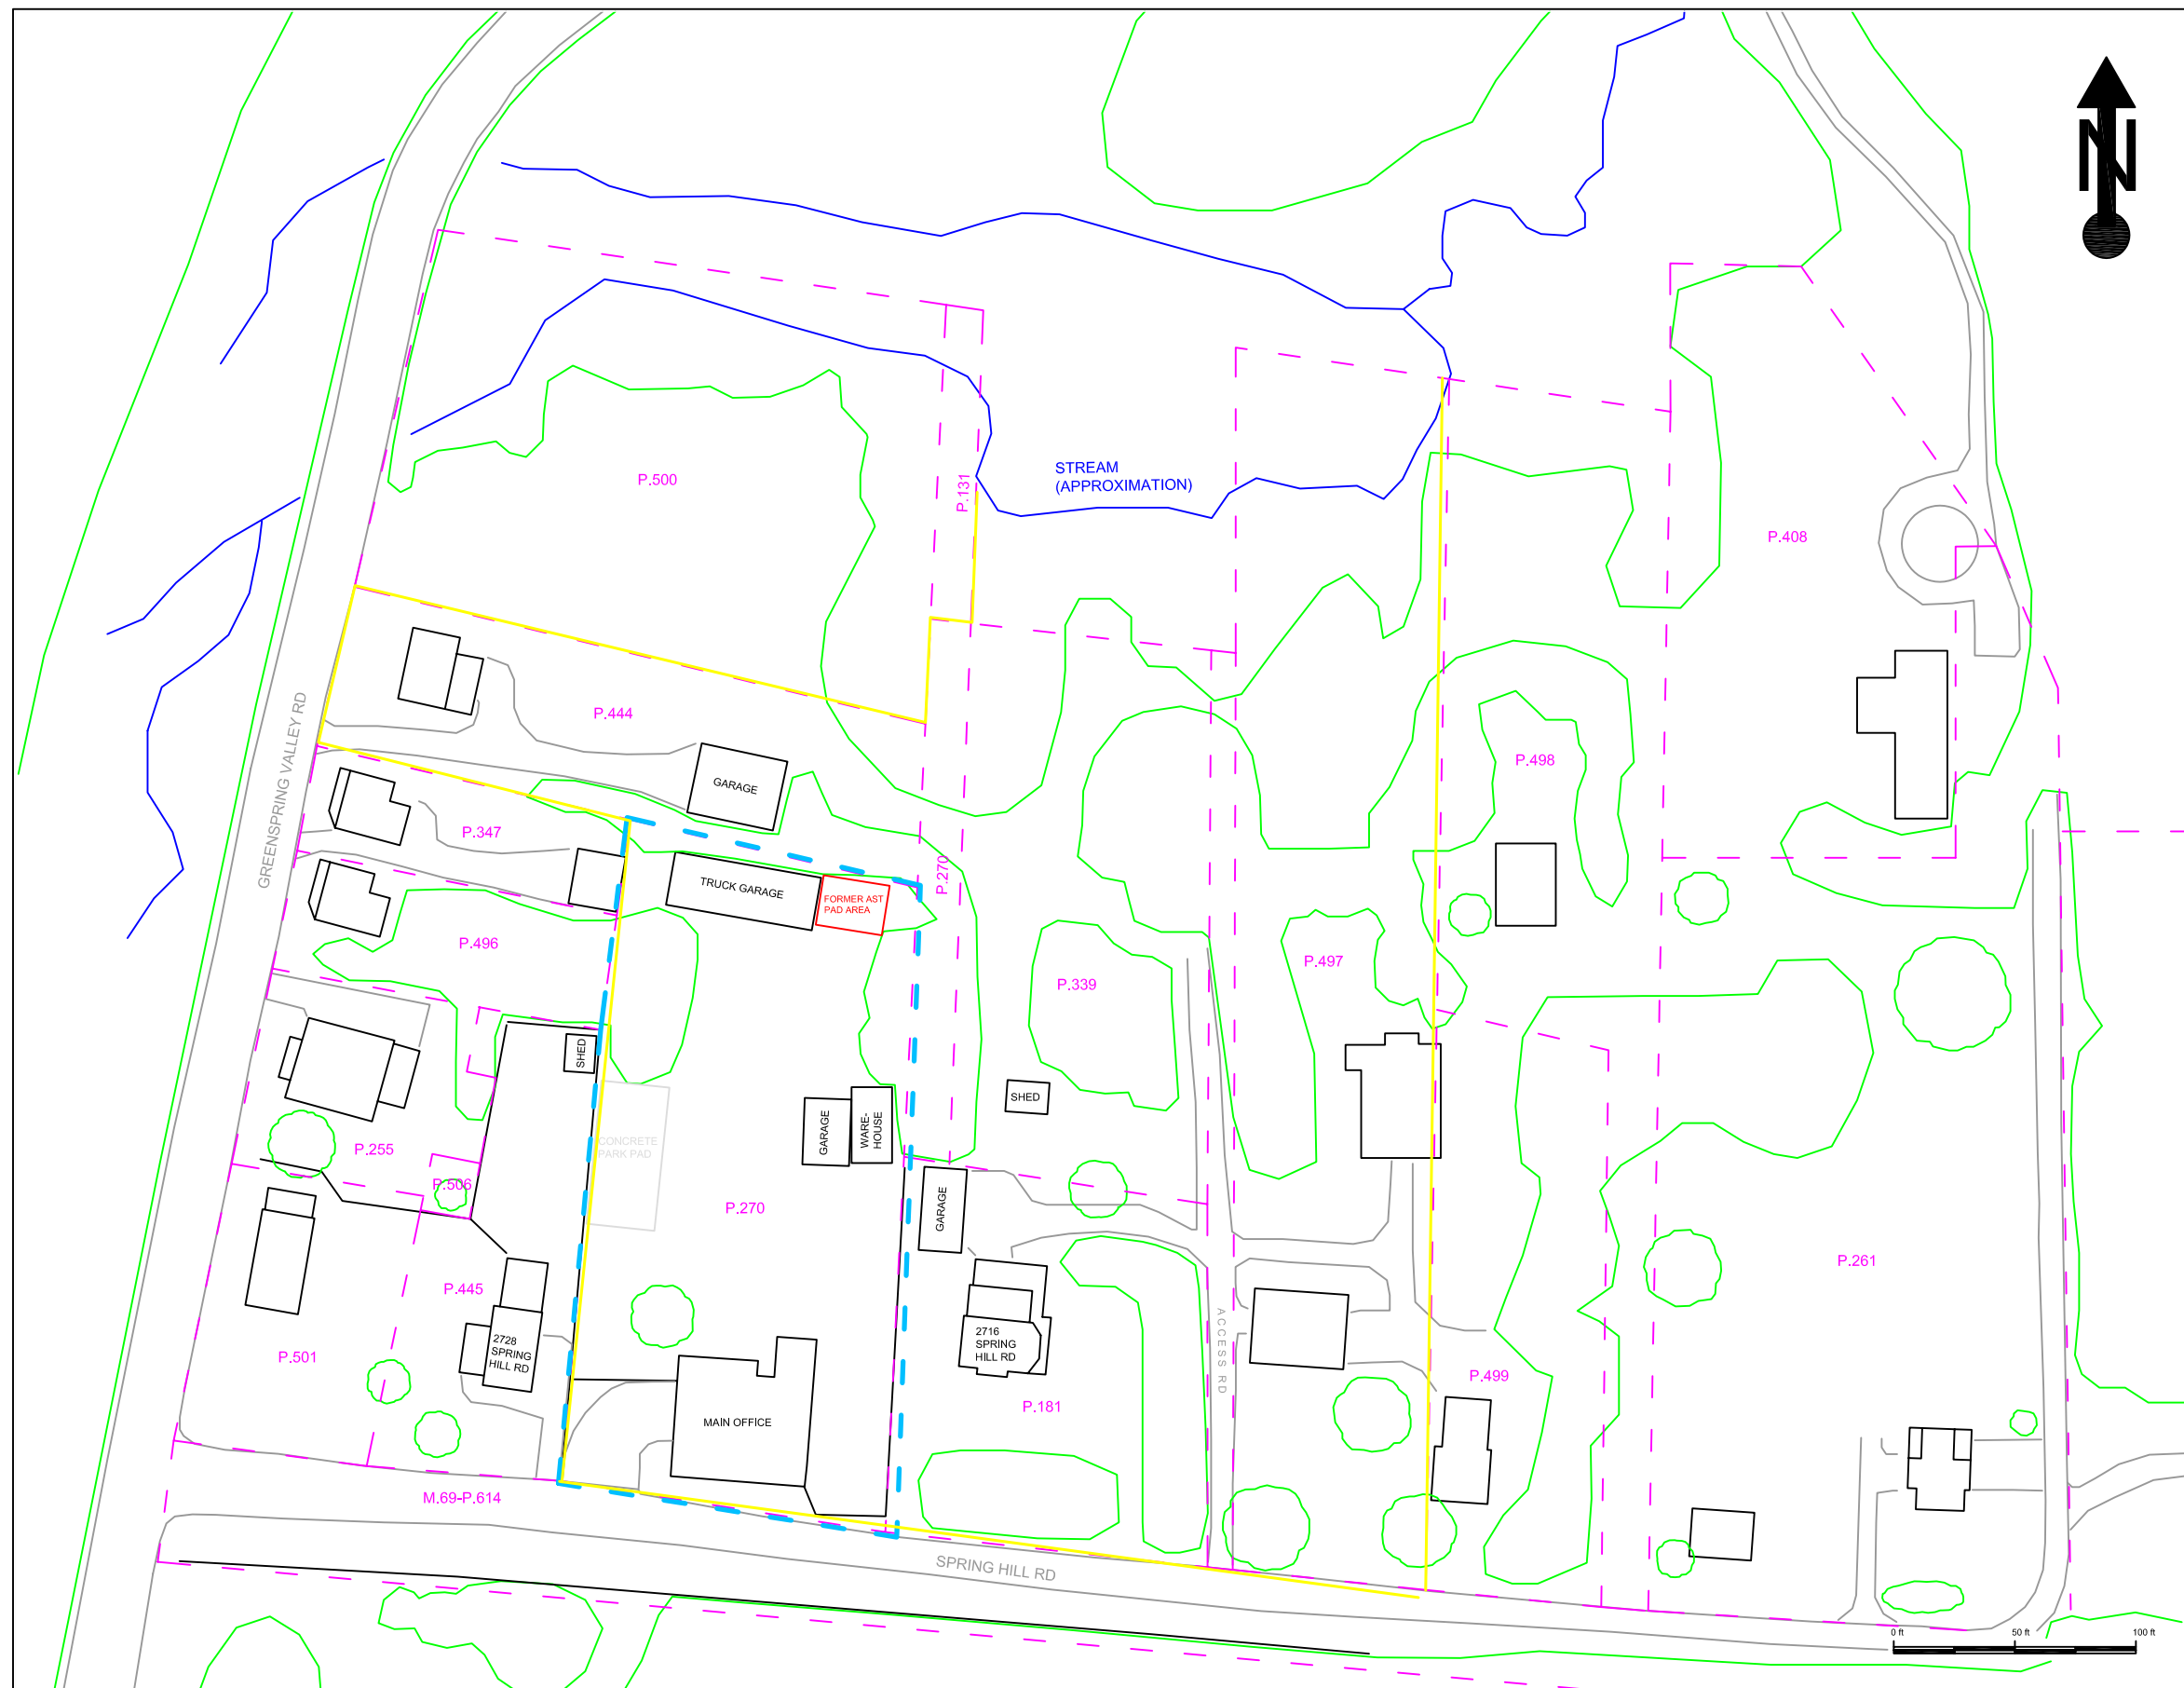 N
STREAM
(APPROXIMATION)
P.500
P.131
P.408
GREENSPRING VALLEY RD
P.444
P.498
GARAGE
P.347
TRUCK GARAGE
FORMER AST
PAD AREA
P.270
P.496
P.339
P.497
SHED
SHED
CONCRETE
PARK PAD
GARAGE
WARE-
HOUSE
P.255
P.506
P.270
GARAGE
P.261
P.445
2728
SPRING
HILL RD
P.501
2716
SPRING
HILL RD
ACCESS RD
P.499
P.181
MAIN OFFICE
M.69-P.614
SPRING HILL RD
0 ft
50 ft
100 ft